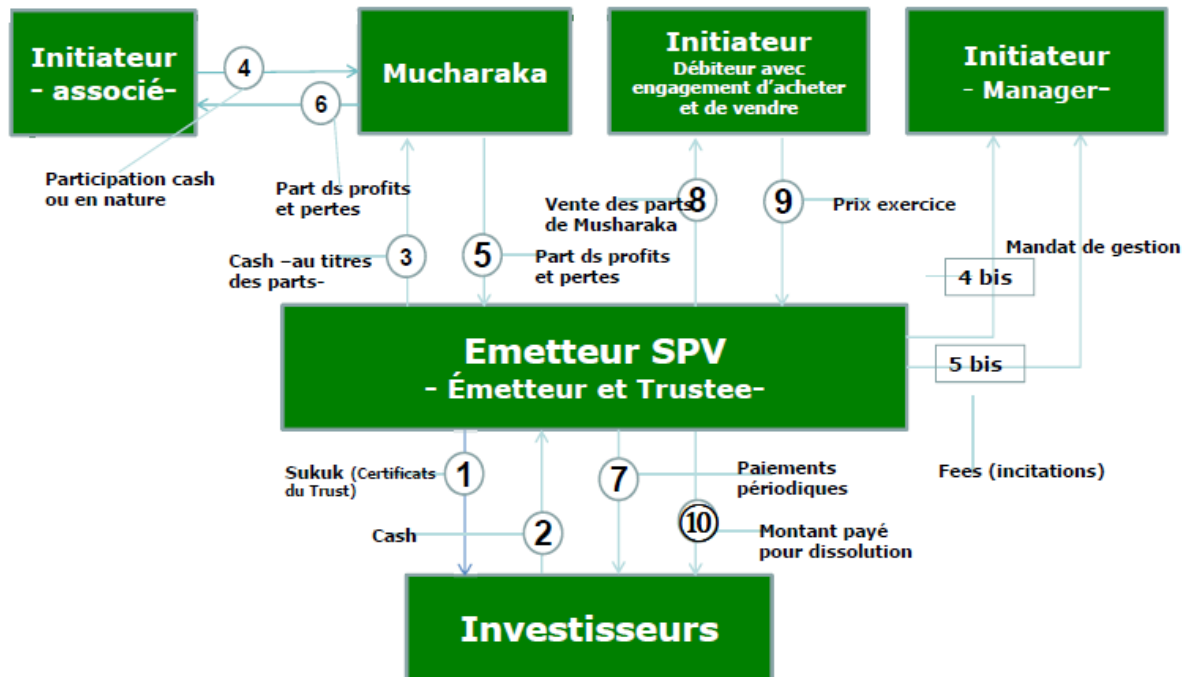 Initiateur
- associé-
Mucharaka
Initiateur
Débiteur avec
engagement d'acheter
et de vendre
Initiateur
- Manager-
4
6
Participation cash
ou en nature
Part ds profits
et pertes
Vente des parts
de Musharaka
8
9
Prix exercice
Cash –au titres
des parts-
3
5
Part ds profits
et pertes
Mandat de gestion
4 bis
5 bis
Emetteur SPV
- Émetteur et Trustee-
Sukuk (Certificats
du Trust)
1
Cash
2
7
Paiements
périodiques
10
Montant payé
pour dissolution
Fees (incitations)
Investisseurs